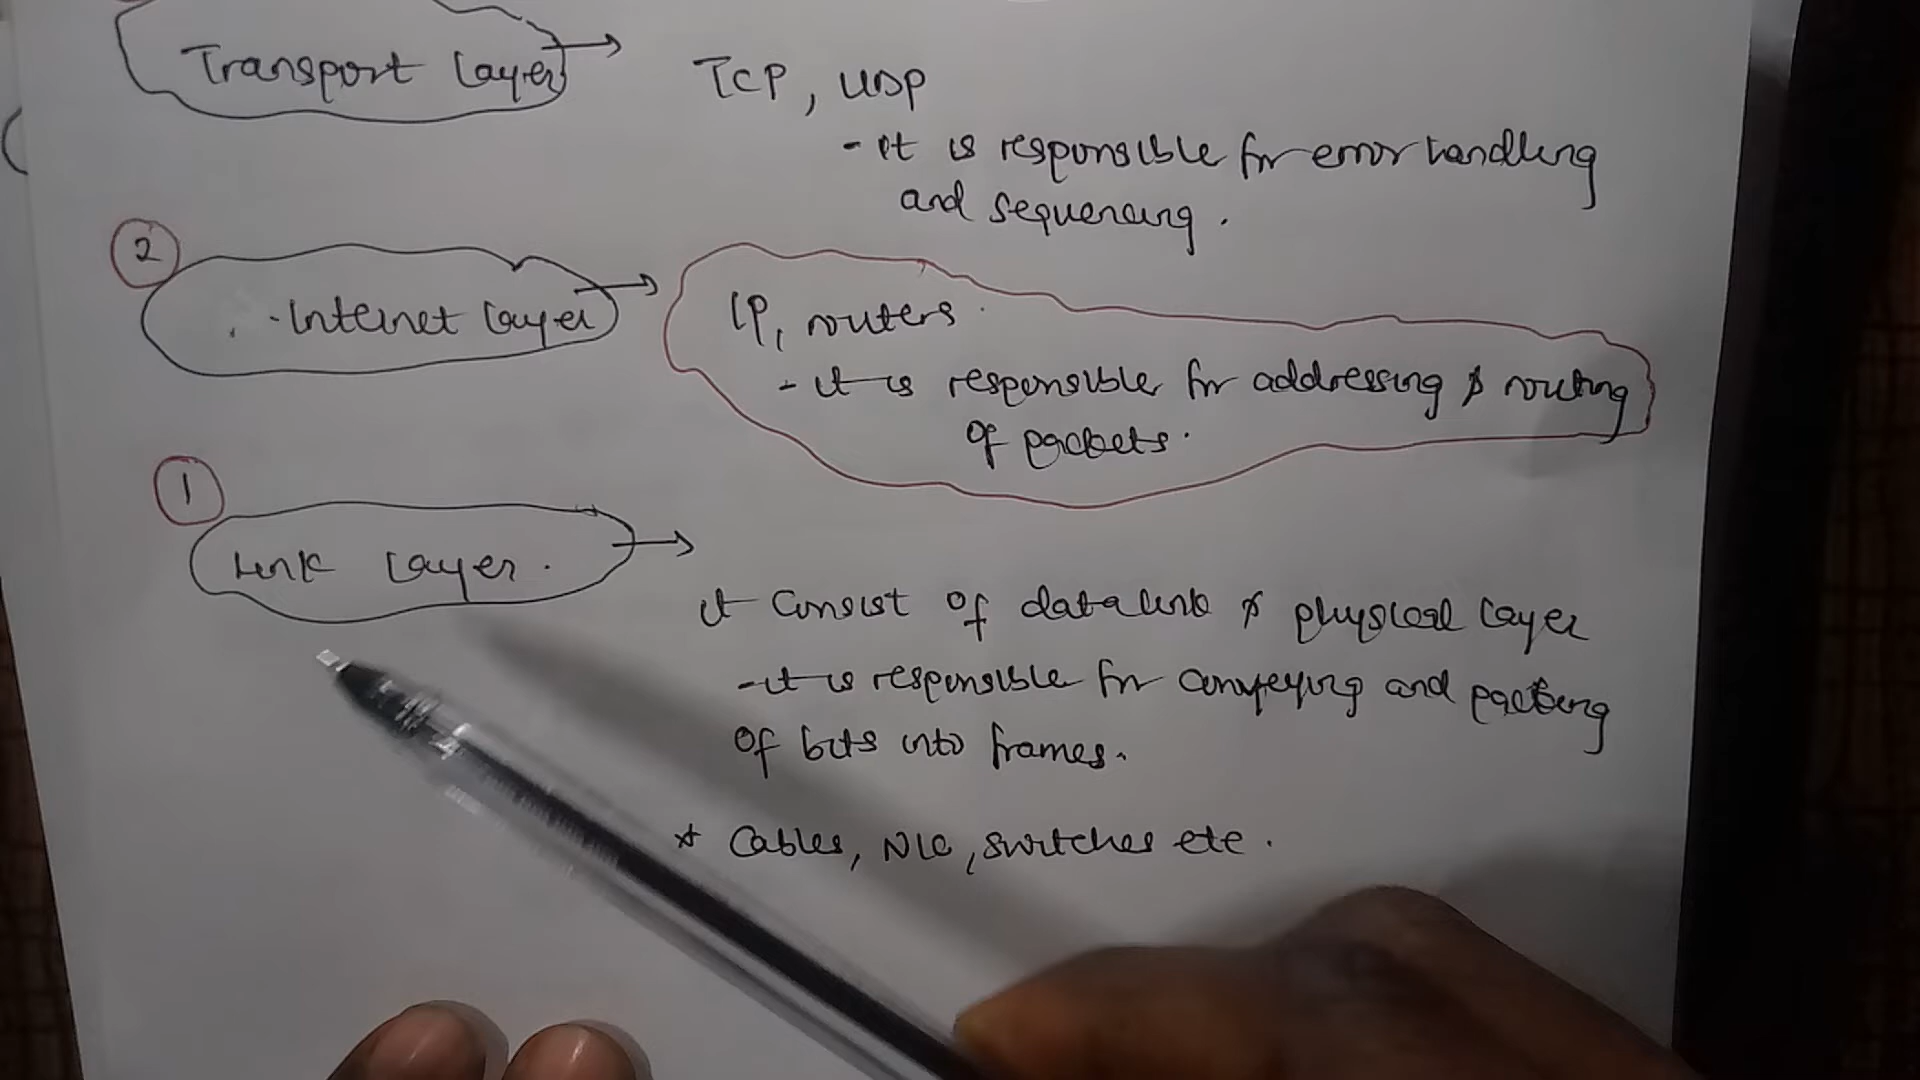 Transport Layer
TCP, UDP
- It is responsible for error handling
and sequencing.
2
Internet Layer
IP, routers
- it is responsible for addressing & routing
of packets.
1
Link Layer.
it Consist of datalink & physical layer
- it is responsible for conveying and packing
of bits into frames.
* Cables, NIC, switches etc.